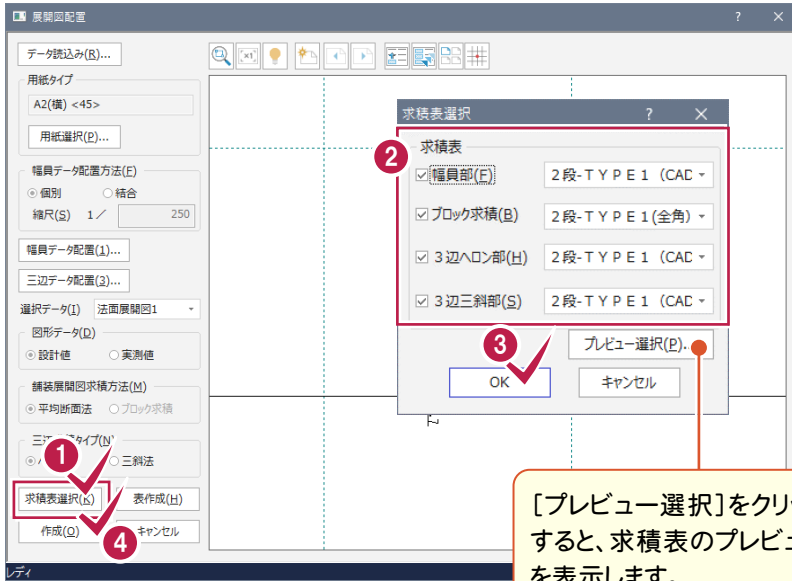 展開図配置
データ読込み(R)...
用紙タイプ
A2(横) <45>
用紙選択(P)...
幅員データ配置方法(F)
個別 結合
縮尺(S) 1／ 250
幅員データ配置(1)...
三辺データ配置(3)...
選択データ(I) 法面展開図1
図形データ(D)
設計値 実測値
舗装展開図求積方法(M)
平均断面法 ブロック求積
三斜法
求積表選択(K) 表作成(H)
作成(O) キャンセル
レディ
1
4
求積表選択
2
求積表
幅員部(F) 2段-ＴＹＰＥ１（CAD
ブロック求積(B) 2段-ＴＹＰＥ１(全角)
３辺ヘロン部(H) 2段-ＴＹＰＥ１（CAD
３辺三斜部(S) 2段-ＴＹＰＥ１（CAD
3
プレビュー選択(P)...
OK キャンセル
［プレビュー選択］をクリ
すると、求積表のプレビュ
を表示します。